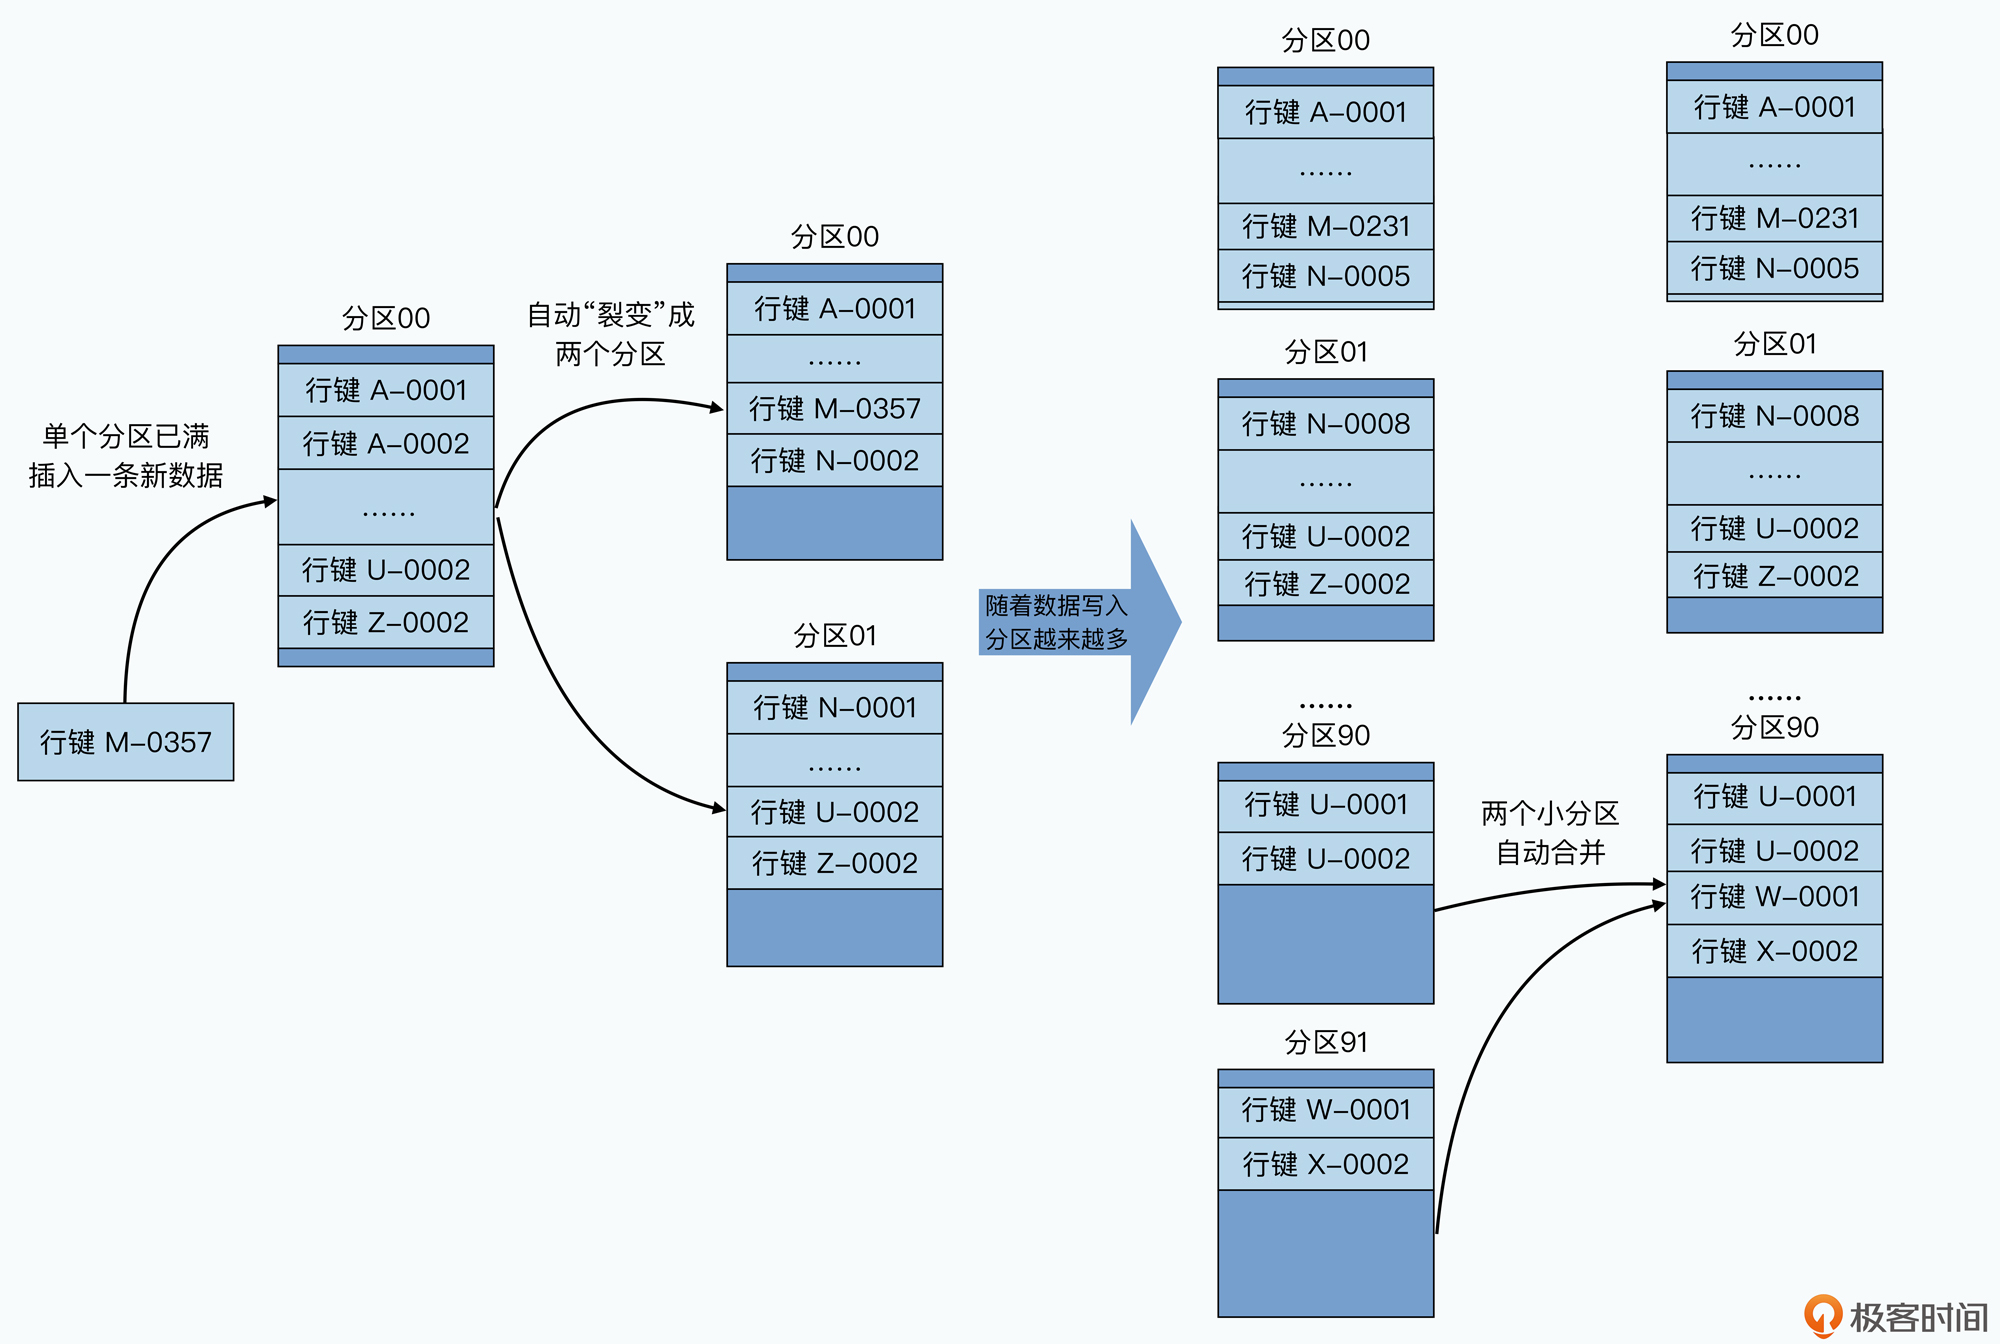 单个分区已满
插入一条新数据
行键 M-0357
分区00
行键 A-0001
行键 A-0002
......
行键 U-0002
行键 Z-0002
自动“裂变”成
两个分区
分区00
行键 A-0001
......
行键 M-0357
行键 N-0002
分区01
行键 N-0001
......
行键 U-0002
行键 Z-0002
随着数据写入
分区越来越多
分区00
行键 A-0001
......
行键 M-0231
行键 N-0005
分区01
行键 N-0008
......
行键 U-0002
行键 Z-0002
......
分区90
行键 U-0001
行键 U-0002
分区91
行键 W-0001
行键 X-0002
两个小分区
自动合并
分区00
行键 A-0001
......
行键 M-0231
行键 N-0005
分区01
行键 N-0008
......
行键 U-0002
行键 Z-0002
......
分区90
行键 U-0001
行键 U-0002
行键 W-0001
行键 X-0002
极客时间